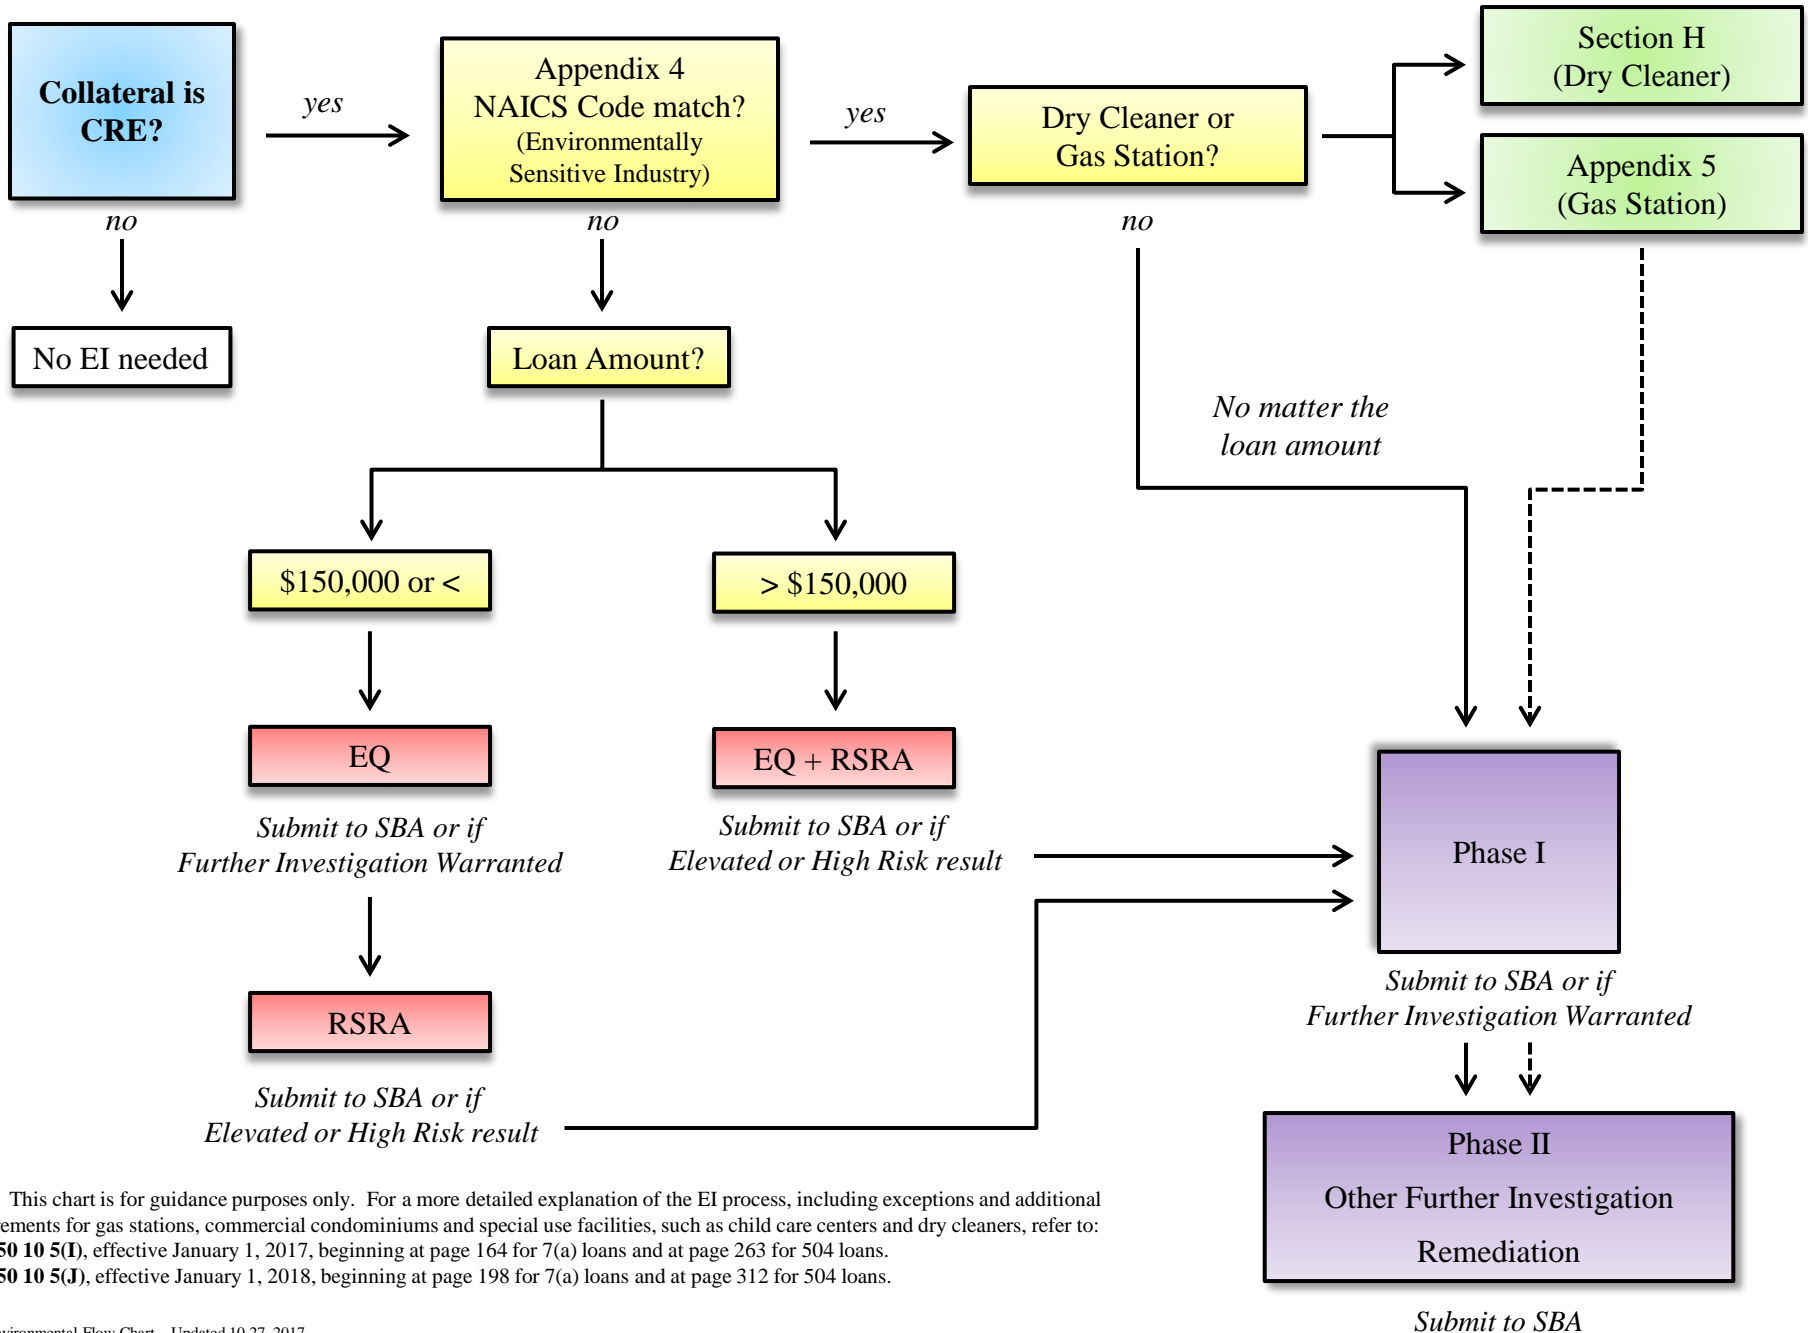 Collateral is
CRE?
yes
Appendix 4
NAICS Code match?
(Environmentally
Sensitive Industry)
yes
Dry Cleaner or
Gas Station?
Section H
(Dry Cleaner)
Appendix 5
(Gas Station)
no
no
no
No EI needed
Loan Amount?
No matter the
loan amount
$150,000 or <
> $150,000
EQ
EQ + RSRA
Submit to SBA or if
Further Investigation Warranted
Submit to SBA or if
Elevated or High Risk result
Phase I
RSRA
Submit to SBA or if
Further Investigation Warranted
Submit to SBA or if
Elevated or High Risk result
Phase II
Other Further Investigation
Remediation
Submit to SBA
This chart is for guidance purposes only. For a more detailed explanation of the EI process, including exceptions and additional
for gas stations, commercial condominiums and special use facilities, such as child care centers and dry cleaners, refer to:
50 10 5(I), effective January 1, 2017, beginning at page 164 for 7(a) loans and at page 263 for 504 loans.
50 10 5(J), effective January 1, 2018, beginning at page 198 for 7(a) loans and at page 312 for 504 loans.